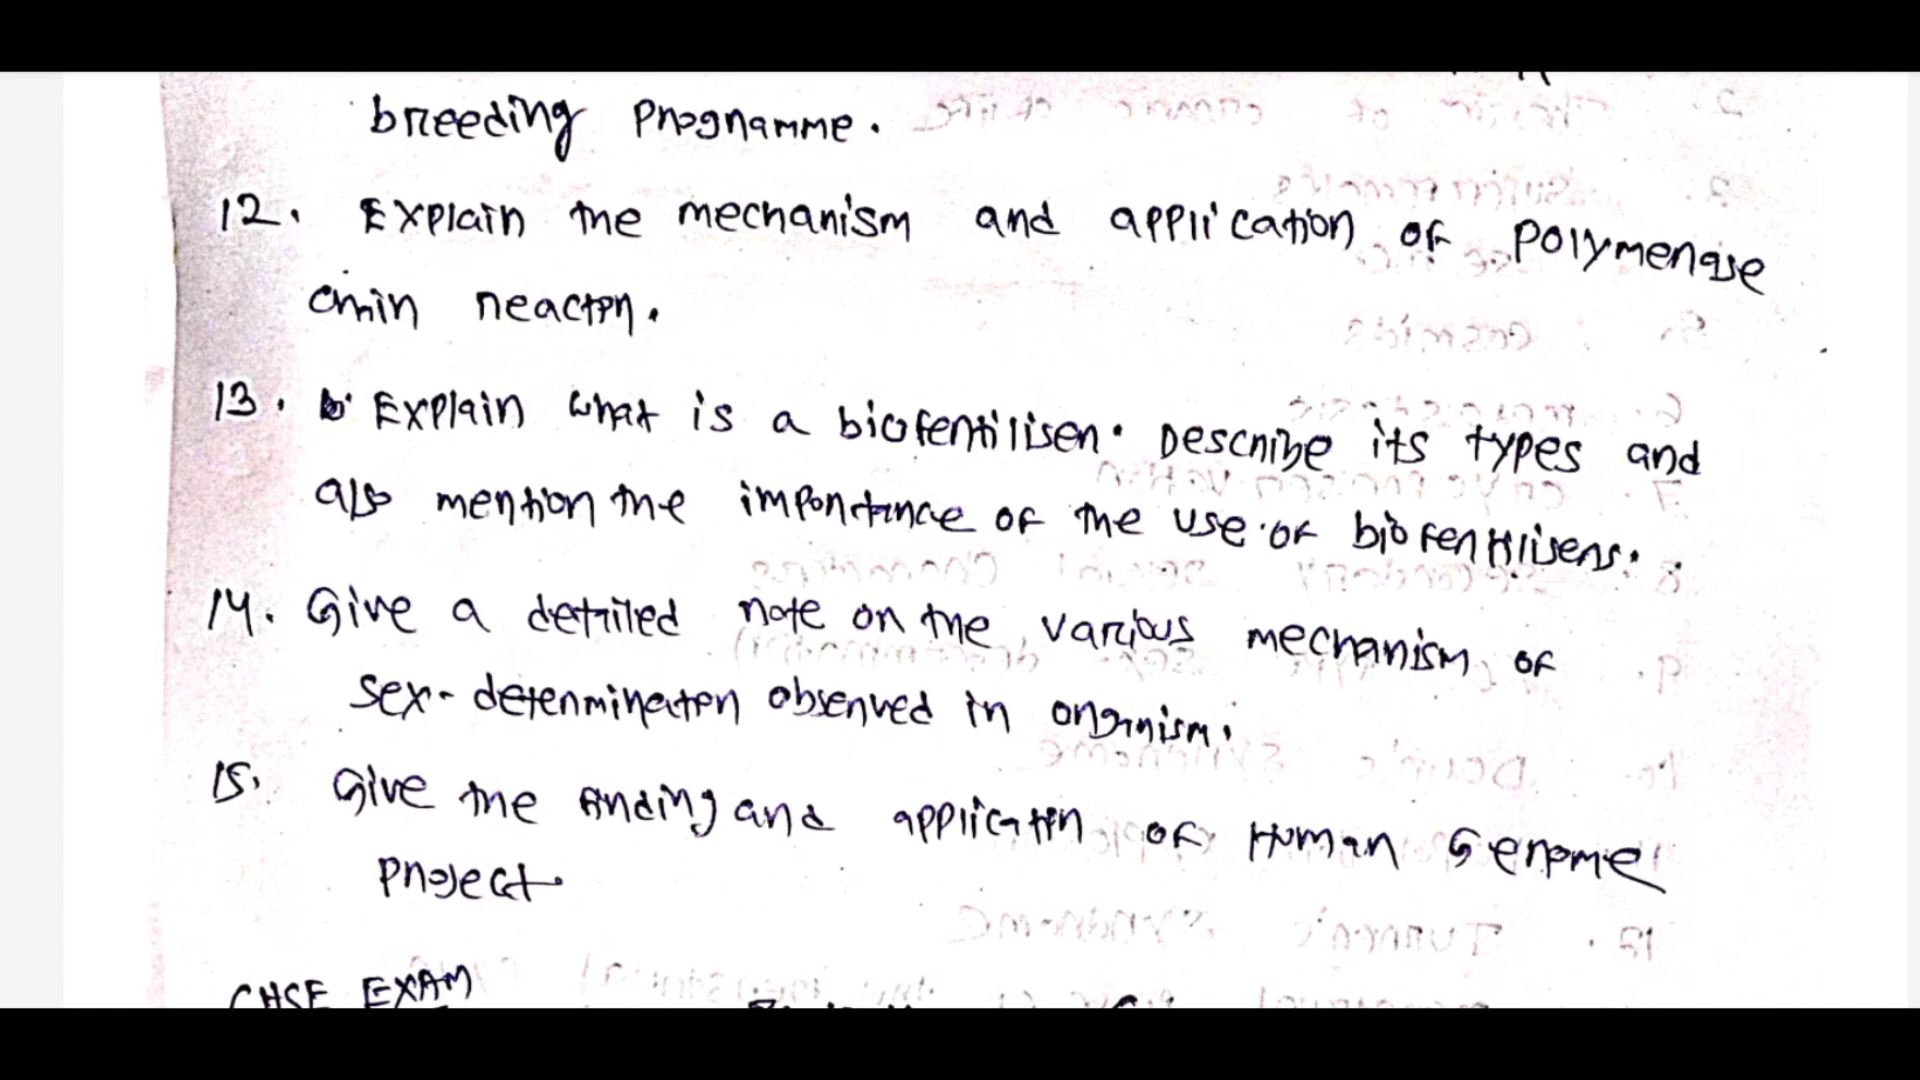 breeding programme.
12. Explain the mechanism and application of polymerase
chain reaction.
13. Explain what is a biofertiliser. Describe its types and
also mention the importance of the use of biofertilisers.
14. Give a detailed note on the various mechanism of
sex-determination observed in organism.
15. Give the finding and application of Human Genome
Project
CHSE EXAM